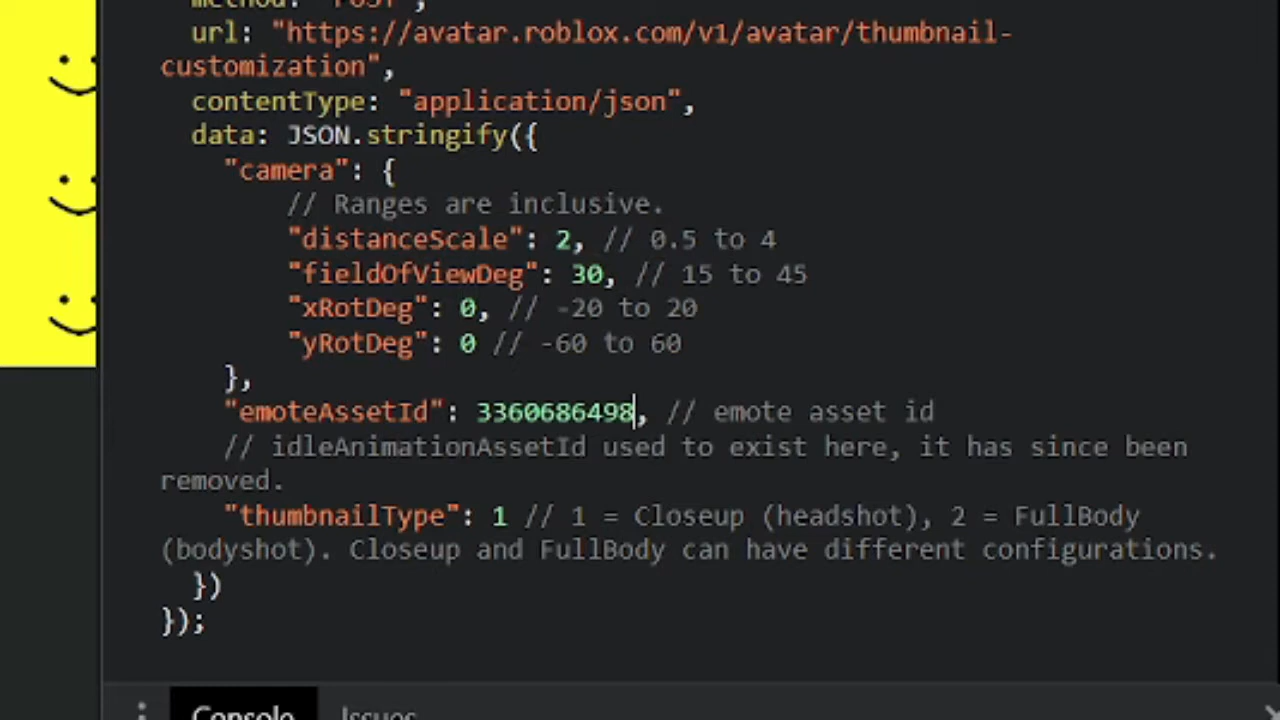 method: "POST",
url: "https://avatar.roblox.com/v1/avatar/thumbnail-
customization",
contentType: "application/json",
data: JSON.stringify({
"camera": {
// Ranges are inclusive.
"distanceScale": 2, // 0.5 to 4
"fieldOfViewDeg": 30, // 15 to 45
"xRotDeg": 0, // -20 to 20
"yRotDeg": 0 // -60 to 60
},
"emoteAssetId": 3360686498, // emote asset id
// idleAnimationAssetId used to exist here, it has since been
removed.
"thumbnailType": 1 // 1 = Closeup (headshot), 2 = FullBody
(bodyshot). Closeup and FullBody can have different configurations.
})
});
Console Issues